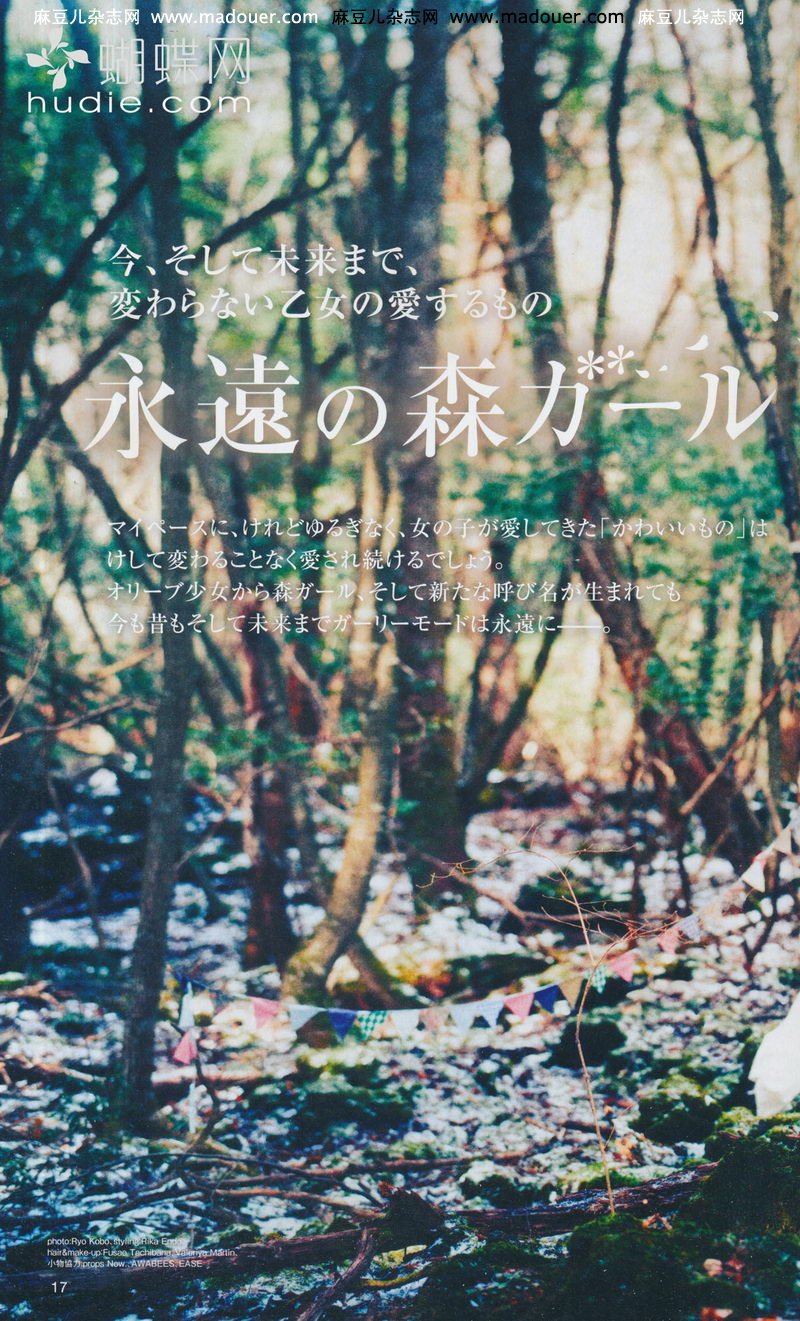 麻豆儿杂志网 www.madouer.com 麻豆儿杂志网 www.madouer.com 麻豆儿杂志网
蝴蝶网
hudie.com
今、そして未来まで、
変わらない乙女の愛するもの
永遠の森ガール
マイペースに、けれどゆるぎなく、女の子が愛してきた「かわいいもの」は
けして変わることなく愛され続けるでしょう。
オリーブ少女から森ガール、そして新たな呼び名が生まれても
今も昔もそして未来までガーリーモードは永遠に——。
photo:Ryo Kobo. styling:Rika Endo.
hair&make-up:Fusae Tachibana. Valeriya Martin.
小物協力:props Now., AWABEES, EASE
17